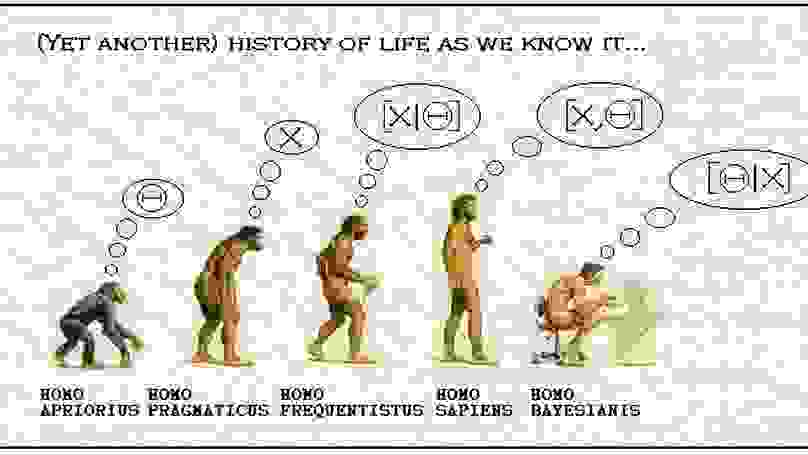 (YET ANOTHER) HISTORY OF LIFE AS WE KNOW IT...
Θ
X
[X|Θ]
[X,Θ]
[Θ|X]
HOMO APRIORIUS
HOMO PRAGMATICUS
HOMO FREQUENTISTUS
HOMO SAPIENS
HOMO BAYESIANIS